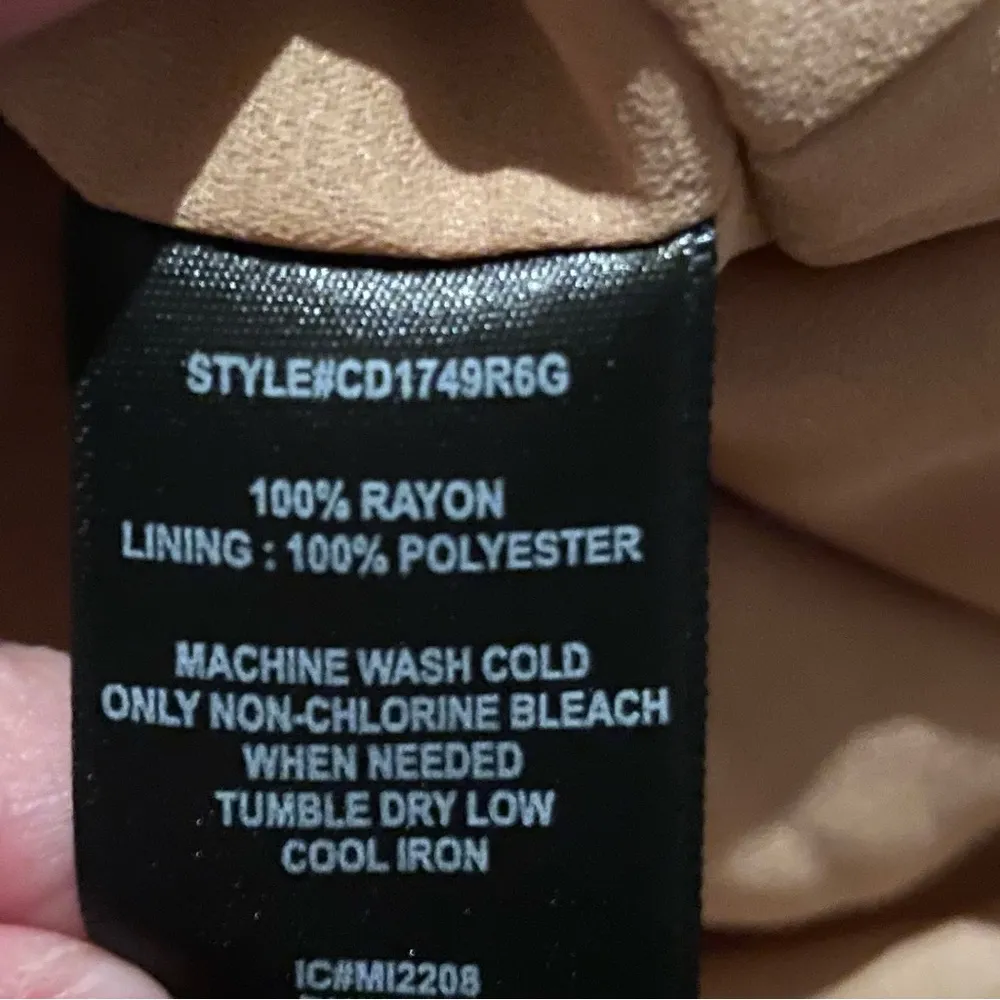 STYLE#CD1749R6G
100% RAYON
LINING : 100% POLYESTER
MACHINE WASH COLD
ONLY NON-CHLORINE BLEACH
WHEN NEEDED
TUMBLE DRY LOW
COOL IRON
IC#MI2208